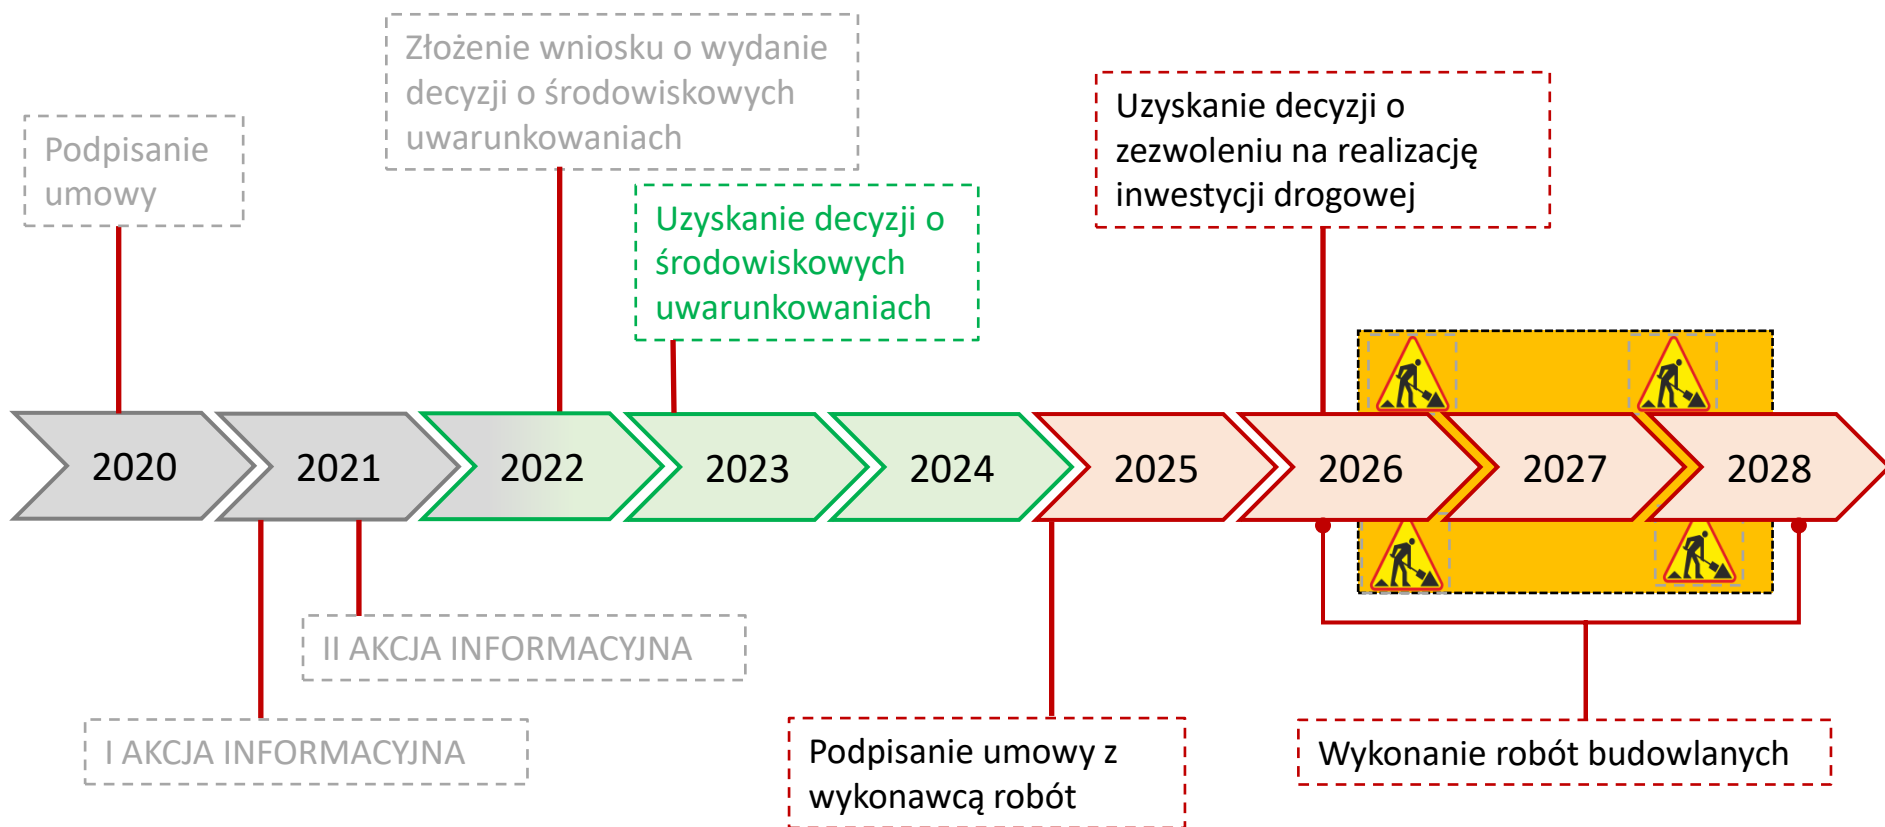 Złożenie wniosku o wydanie
decyzji o środowiskowych
uwarunkowaniach
Podpisanie
umowy
Uzyskanie decyzji o
środowiskowych
uwarunkowaniach
Uzyskanie decyzji o
zezwoleniu na realizację
inwestycji drogowej
2020
2021
2022
2023
2024
2025
2026
2027
2028
II AKCJA INFORMACYJNA
I AKCJA INFORMACYJNA
Podpisanie umowy z
wykonawcą robót
Wykonanie robót budowlanych